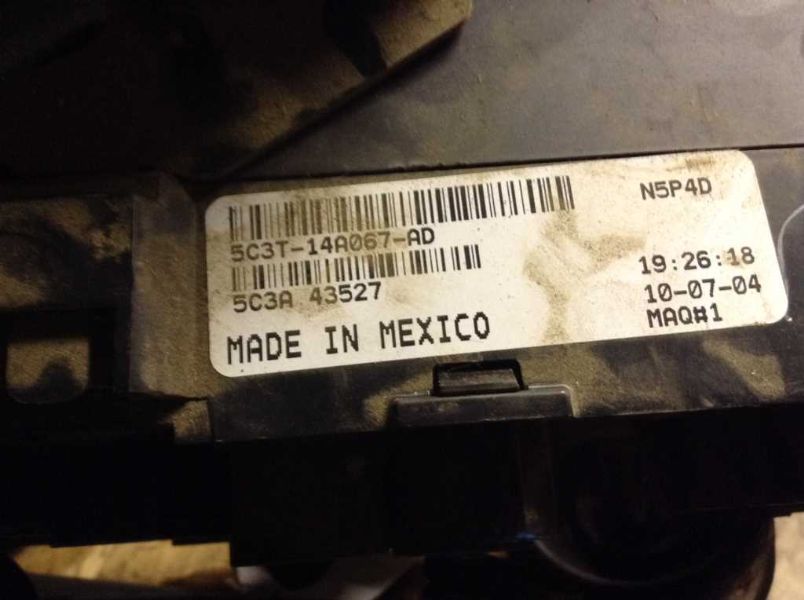 N5P4D
5C3T-14A067-AD
5C3A 43527
MADE IN MEXICO
19:26:18
10-07-04
MAQ#1